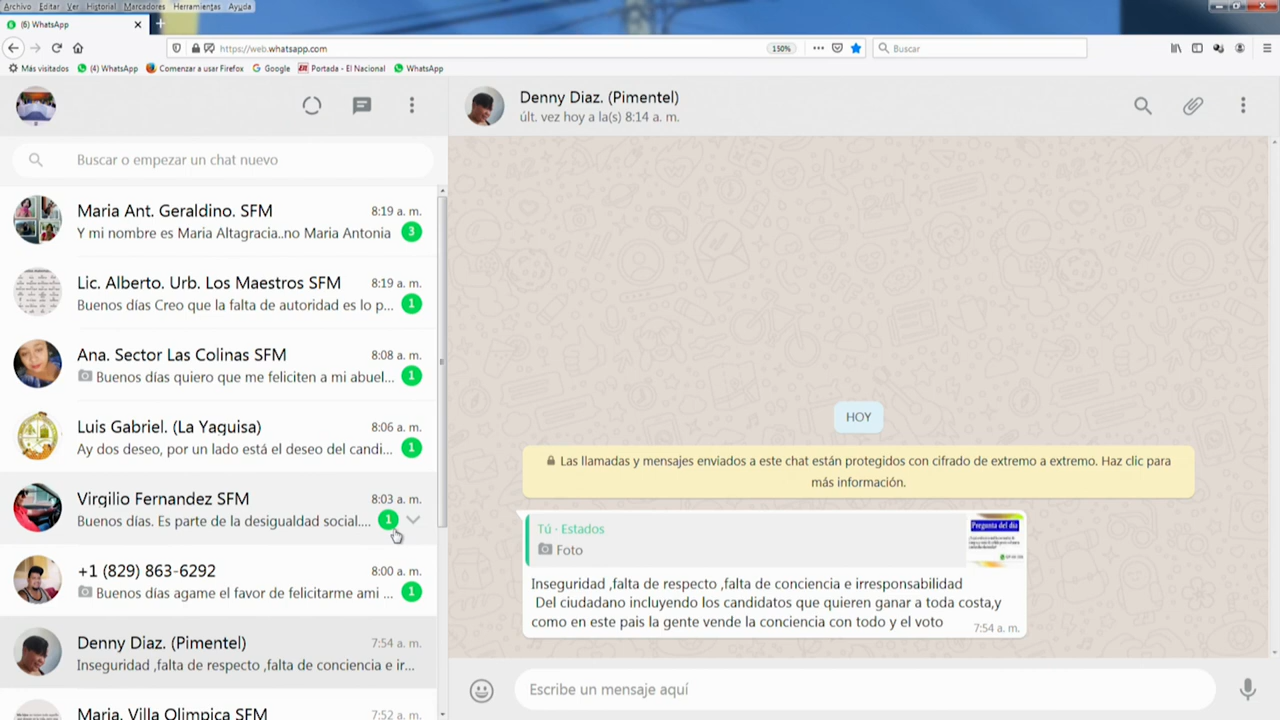 Archivo Editar Ver Historial Marcadores Herramientas Ayuda
(6) WhatsApp
https://web.whatsapp.com
150%
Buscar
Más visitados
(4) WhatsApp
Comenzar a usar Firefox
Google
Portada - El Nacional
WhatsApp
Buscar o empezar un chat nuevo
Maria Ant. Geraldino. SFM 8:19 a. m.
Y mi nombre es Maria Altagracia..no Maria Antonia 3
Lic. Alberto. Urb. Los Maestros SFM 8:19 a. m.
Buenos días Creo que la falta de autoridad es lo p... 1
Ana. Sector Las Colinas SFM 8:08 a. m.
Buenos días quiero que me feliciten a mi abuel... 1
Luis Gabriel. (La Yaguisa) 8:06 a. m.
Ay dos deseo, por un lado está el deseo del candi... 1
Virgilio Fernandez SFM 8:03 a. m.
Buenos días. Es parte de la desigualdad social.... 1
+1 (829) 863-6292 8:00 a. m.
Buenos días agame el favor de felicitarme ami ... 1
Denny Diaz. (Pimentel) 7:54 a. m.
Inseguridad ,falta de respecto ,falta de conciencia e ir...
Maria. Villa Olimpica SFM 7:52 a. m.
Denny Diaz. (Pimentel)
últ. vez hoy a la(s) 8:14 a. m.
HOY
Las llamadas y mensajes enviados a este chat están protegidos con cifrado de extremo a extremo. Haz clic para
más información.
Tú · Estados
Foto
Pergunta del día
Inseguridad ,falta de respecto ,falta de conciencia e irresponsabilidad
Del ciudadano incluyendo los candidatos que quieren ganar a toda costa,y
como en este pais la gente vende la conciencia con todo y el voto
7:54 a. m.
Escribe un mensaje aquí